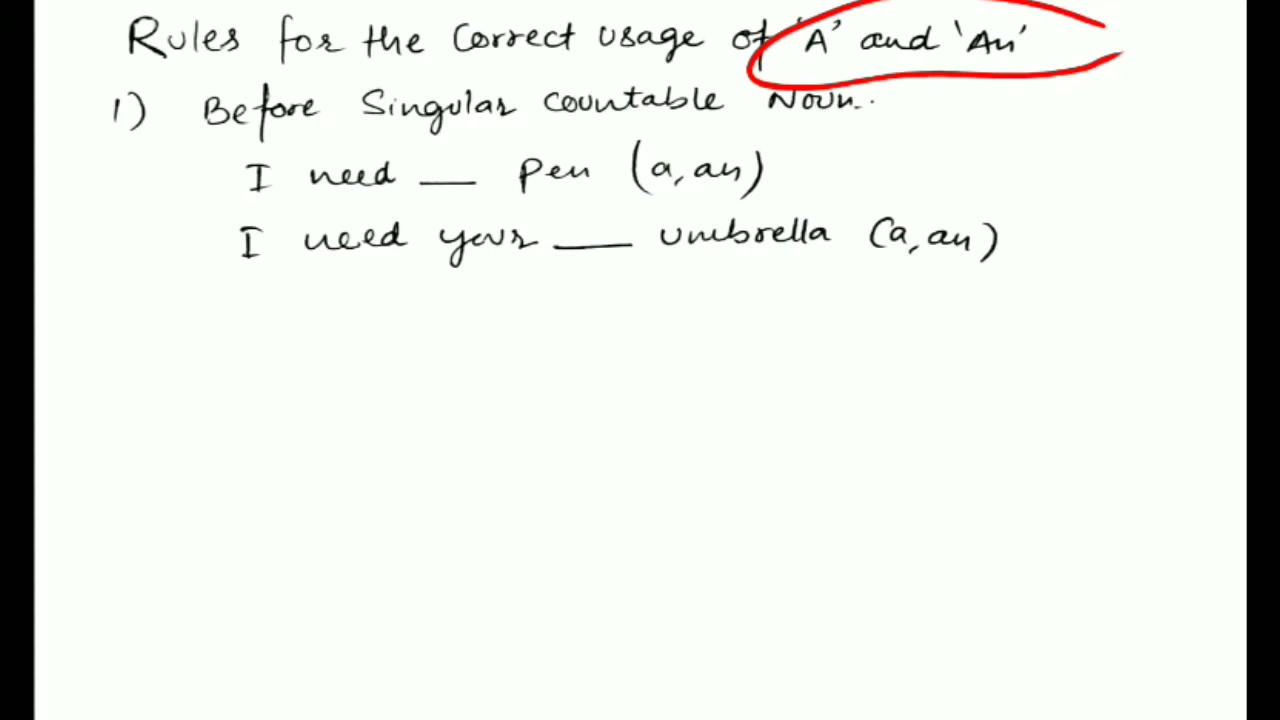 Rules for the correct usage of 'A' and 'An'
1) Before Singular countable Noun.
I need __ pen (a, an)
I need your ___ umbrella (a, an)